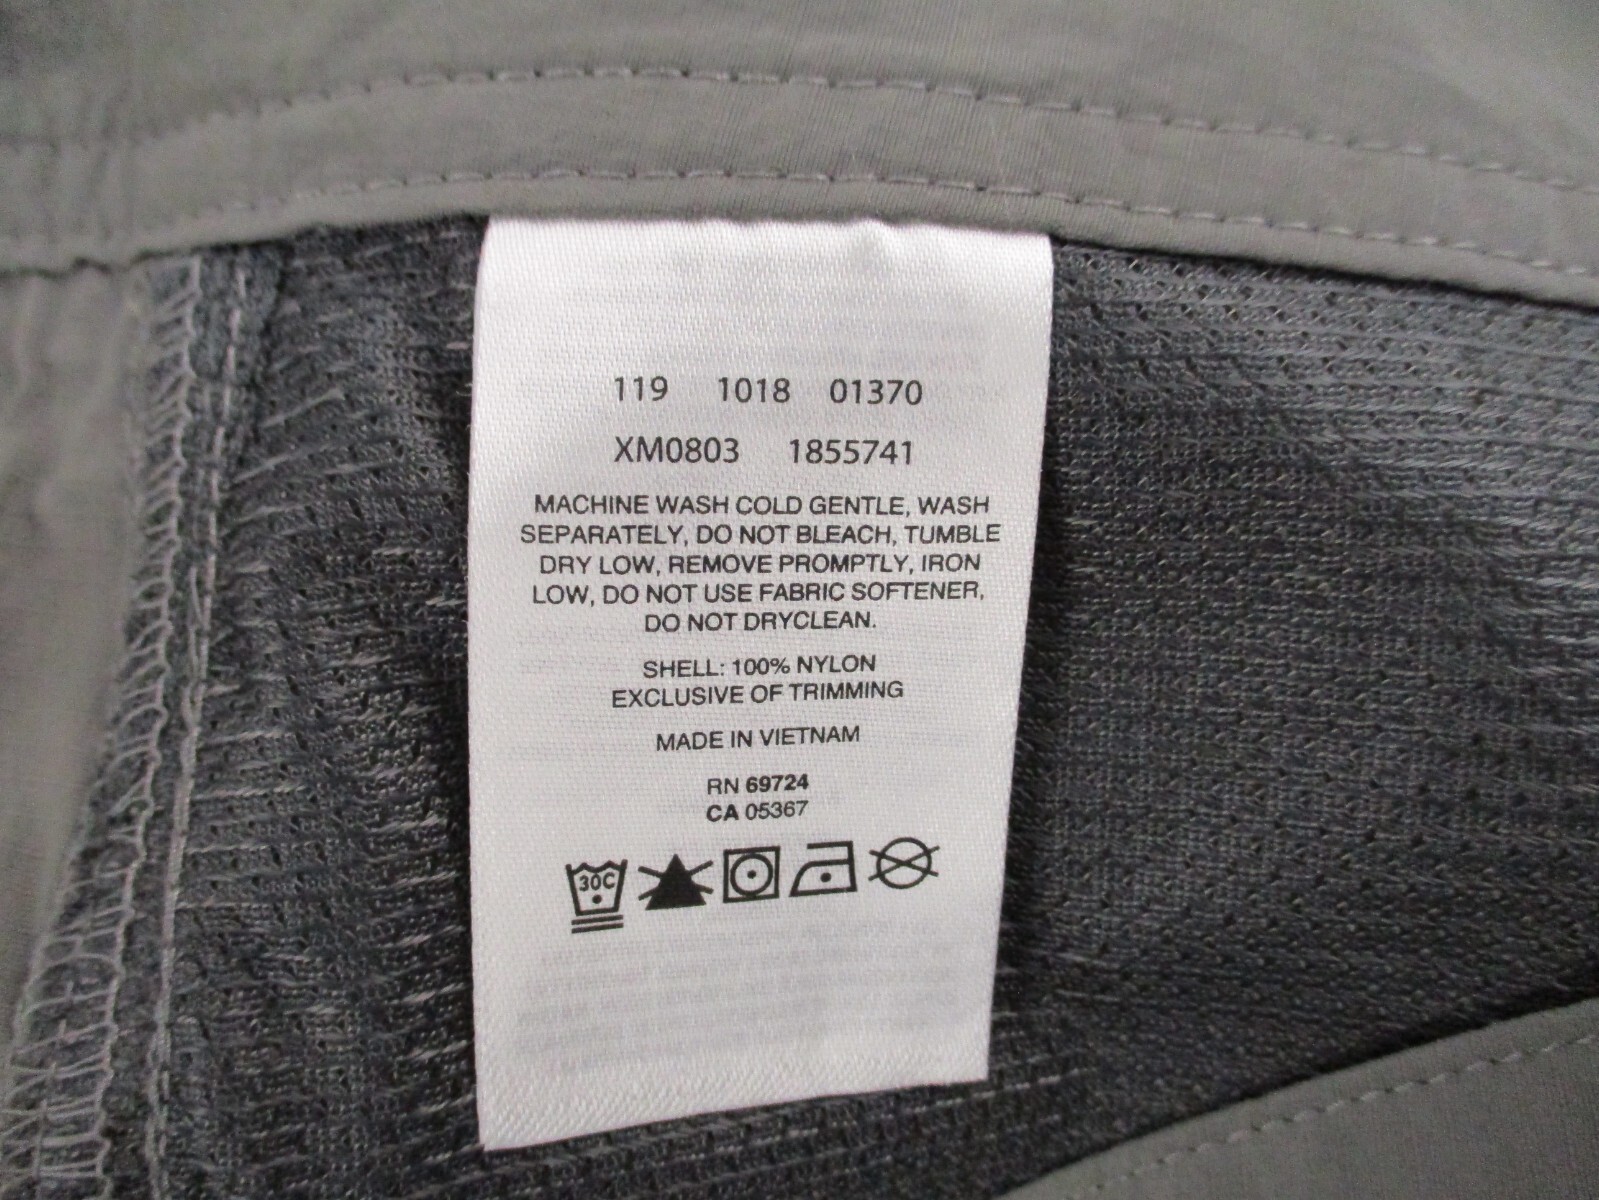 119 1018 01370
XM0803 1855741
MACHINE WASH COLD GENTLE, WASH
SEPARATELY, DO NOT BLEACH, TUMBLE
DRY LOW, REMOVE PROMPTLY, IRON
LOW, DO NOT USE FABRIC SOFTENER,
DO NOT DRYCLEAN.
SHELL: 100% NYLON
EXCLUSIVE OF TRIMMING
MADE IN VIETNAM
RN 69724
CA 05367
30C